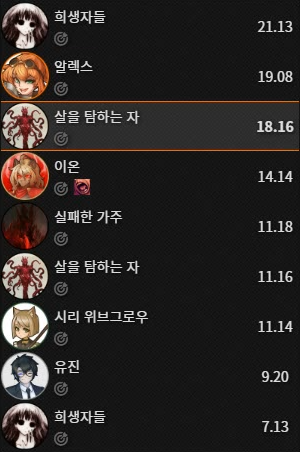 희생자들
21.13
알렉스
19.08
살을 탐하는 자
18.16
이온
14.14
실패한 가주
11.18
살을 탐하는 자
11.16
시리 위브그로우
11.14
유진
9.20
희생자들
7.13